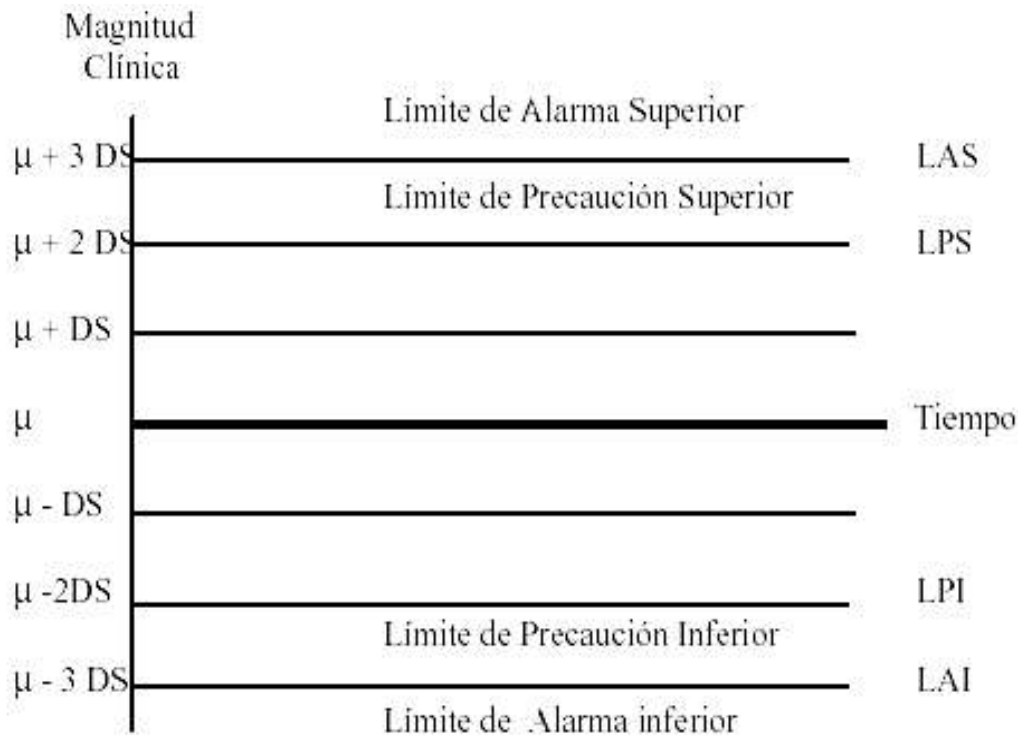 Magnitud
Clínica
Límite de Alarma Superior
μ + 3 DS LAS
Límite de Precaución Superior
μ + 2 DS LPS
μ + DS
μ Tiempo
μ - DS
μ -2DS LPI
Límite de Precaución Inferior
μ - 3 DS LAI
Límite de Alarma inferior